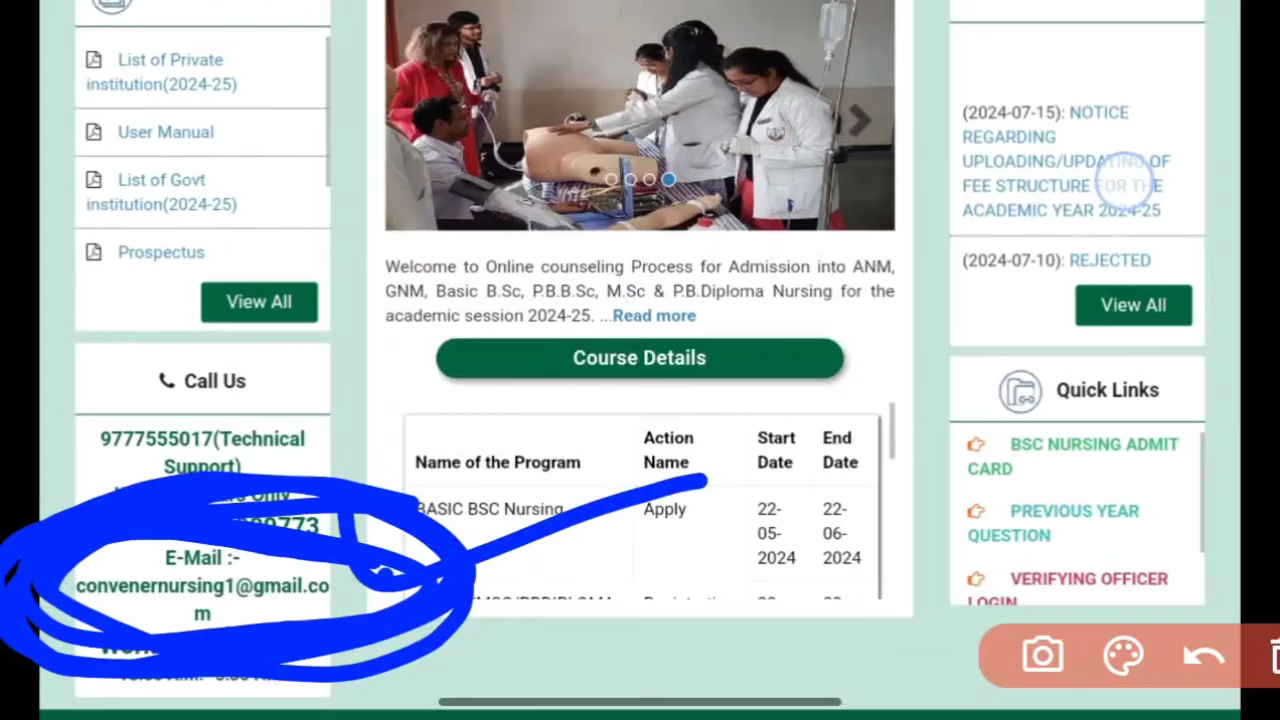 List of Private
institution(2024-25)
User Manual
List of Govt
institution(2024-25)
Prospectus
View All
Call Us
9777555017(Technical
Support)
E-Mail :-
convenernursing1@gmail.co
m
Welcome to Online counseling Process for Admission into ANM,
GNM, Basic B.Sc, P.B.B.Sc, M.Sc & P.B.Diploma Nursing for the
academic session 2024-25. ...Read more
Course Details
Name of the Program
Action
Name
Start
Date
End
Date
BASIC BSC Nursing
Apply
22-
05-
2024
22-
06-
2024
(2024-07-15): NOTICE
REGARDING
UPLOADING/UPDATING OF
FEE STRUCTURE FOR THE
ACADEMIC YEAR 2024-25
(2024-07-10): REJECTED
View All
Quick Links
BSC NURSING ADMIT
CARD
PREVIOUS YEAR
QUESTION
VERIFYING OFFICER
LOGIN